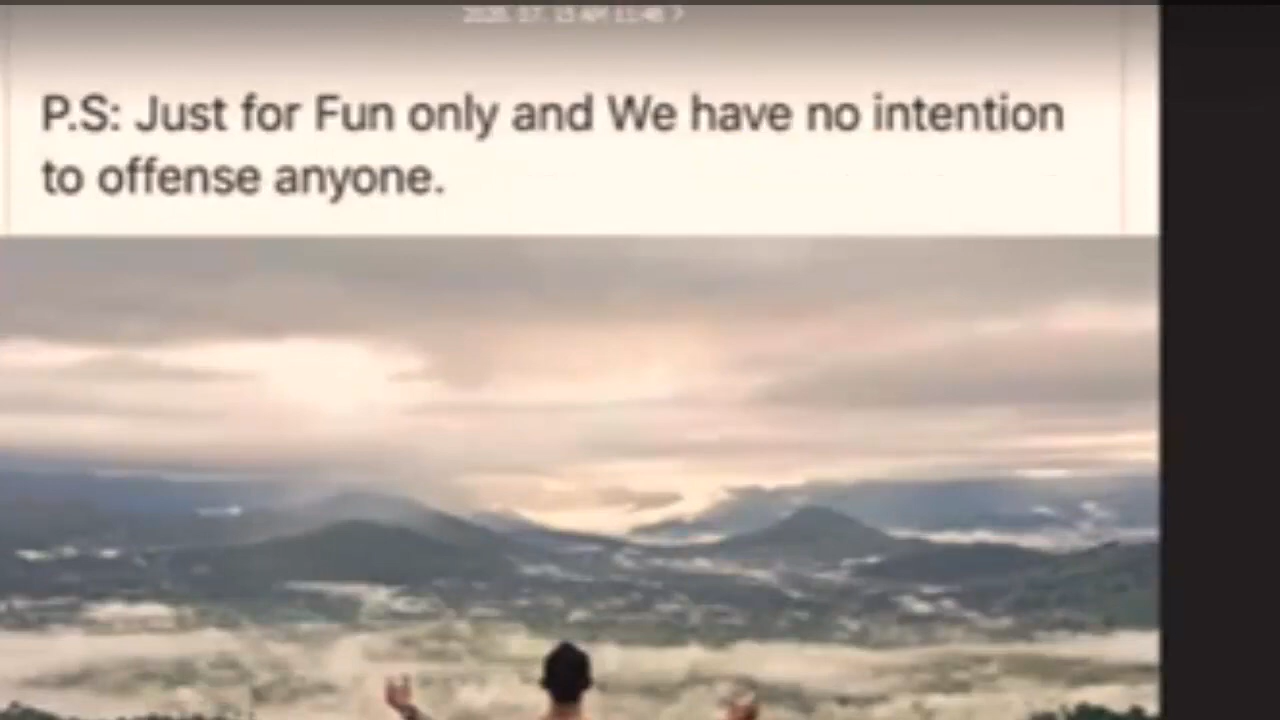 P.S: Just for Fun only and We have no intention
to offense anyone.